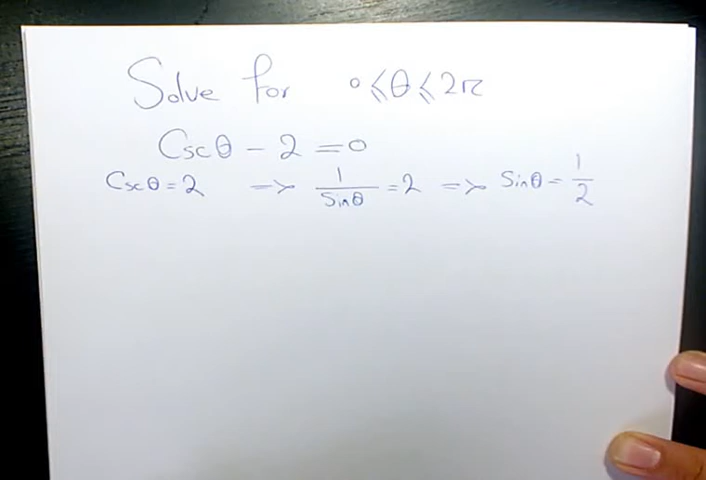 Solve for 0 ⩽ θ ⩽ 2π
Csc θ - 2 = 0
Csc θ = 2 => 1/Sin θ = 2 => Sin θ = 1/2